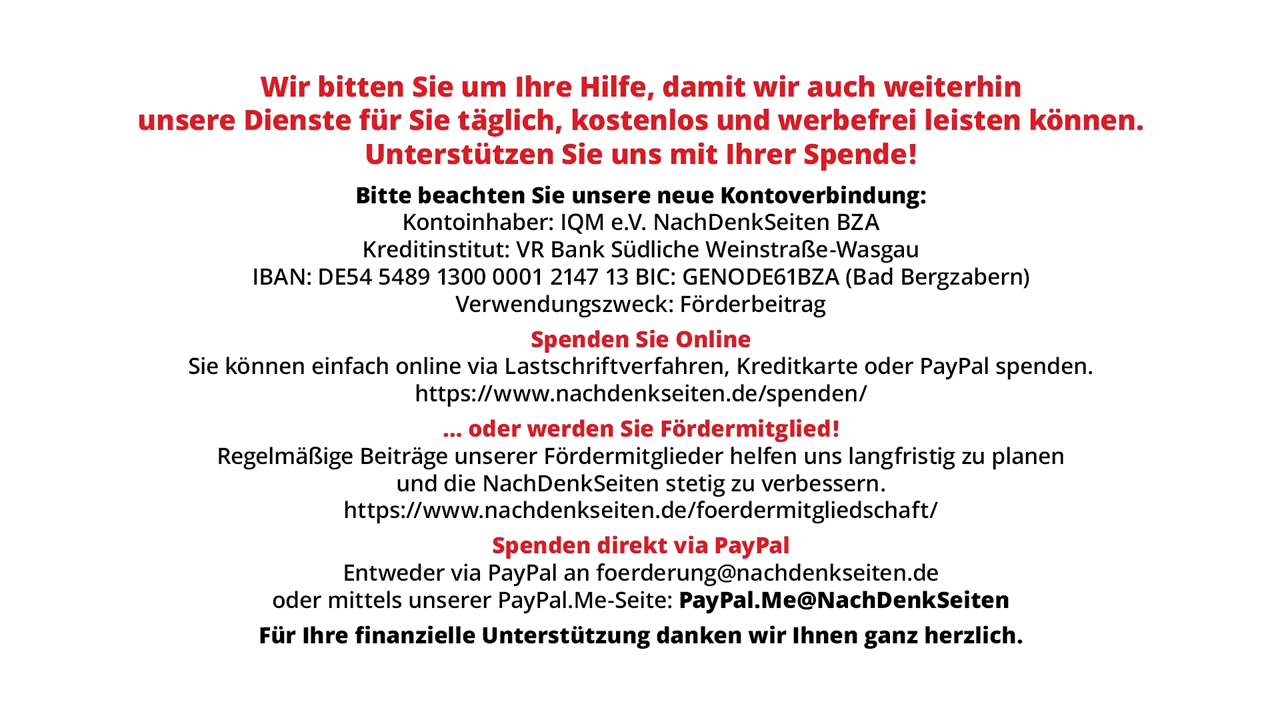 Wir bitten Sie um Ihre Hilfe, damit wir auch weiterhin
unsere Dienste für Sie täglich, kostenlos und werbefrei leisten können.
Unterstützen Sie uns mit Ihrer Spende!
Bitte beachten Sie unsere neue Kontoverbindung:
Kontoinhaber: IQM e.V. NachDenkSeiten BZA
Kreditinstitut: VR Bank Südliche Weinstraße-Wasgau
IBAN: DE54 5489 1300 0001 2147 13 BIC: GENODE61BZA (Bad Bergzabern)
Verwendungszweck: Förderbeitrag
Spenden Sie Online
Sie können einfach online via Lastschriftverfahren, Kreditkarte oder PayPal spenden.
https://www.nachdenkseiten.de/spenden/
... oder werden Sie Fördermitglied!
Regelmäßige Beiträge unserer Fördermitglieder helfen uns langfristig zu planen
und die NachDenkSeiten stetig zu verbessern.
https://www.nachdenkseiten.de/foerdermitgliedschaft/
Spenden direkt via PayPal
Entweder via PayPal an foerderung@nachdenkseiten.de
oder mittels unserer PayPal.Me-Seite: PayPal.Me@NachDenkSeiten
Für Ihre finanzielle Unterstützung danken wir Ihnen ganz herzlich.